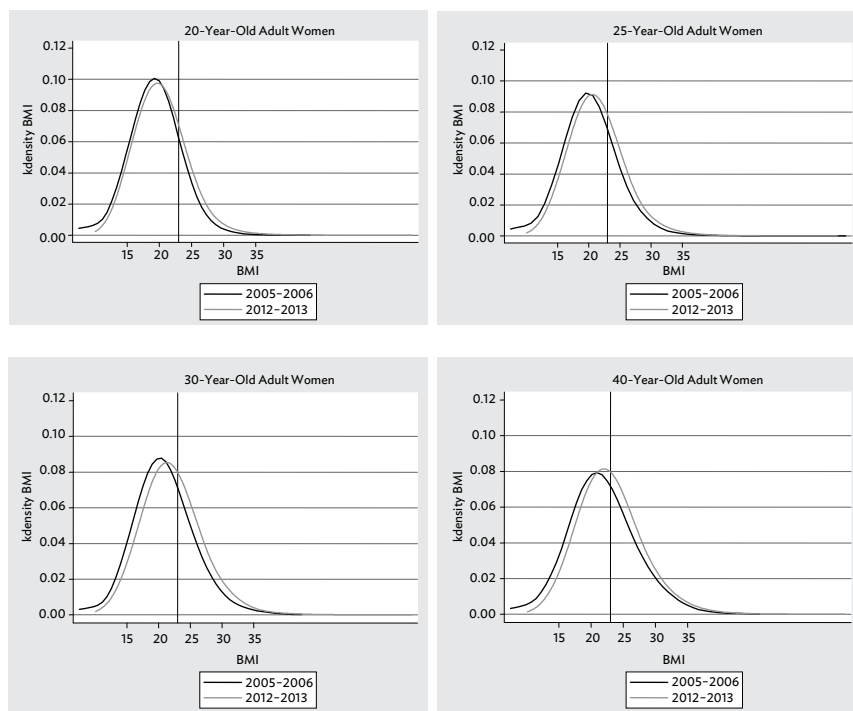 20-Year-Old Adult Women
0.12
0.10
0.08
0.06
0.04
0.02
0.00
kdensity BMI
15 20 25 30 35
BMI
2005–2006
2012–2013
25-Year-Old Adult Women
0.12
0.10
0.08
0.06
0.04
0.02
0.00
kdensity BMI
15 20 25 30 35
BMI
2005–2006
2012–2013
30-Year-Old Adult Women
0.12
0.10
0.08
0.06
0.04
0.02
0.00
kdensity BMI
15 20 25 30 35
BMI
2005–2006
2012–2013
40-Year-Old Adult Women
0.12
0.10
0.08
0.06
0.04
0.02
0.00
kdensity BMI
15 20 25 30 35
BMI
2005–2006
2012–2013